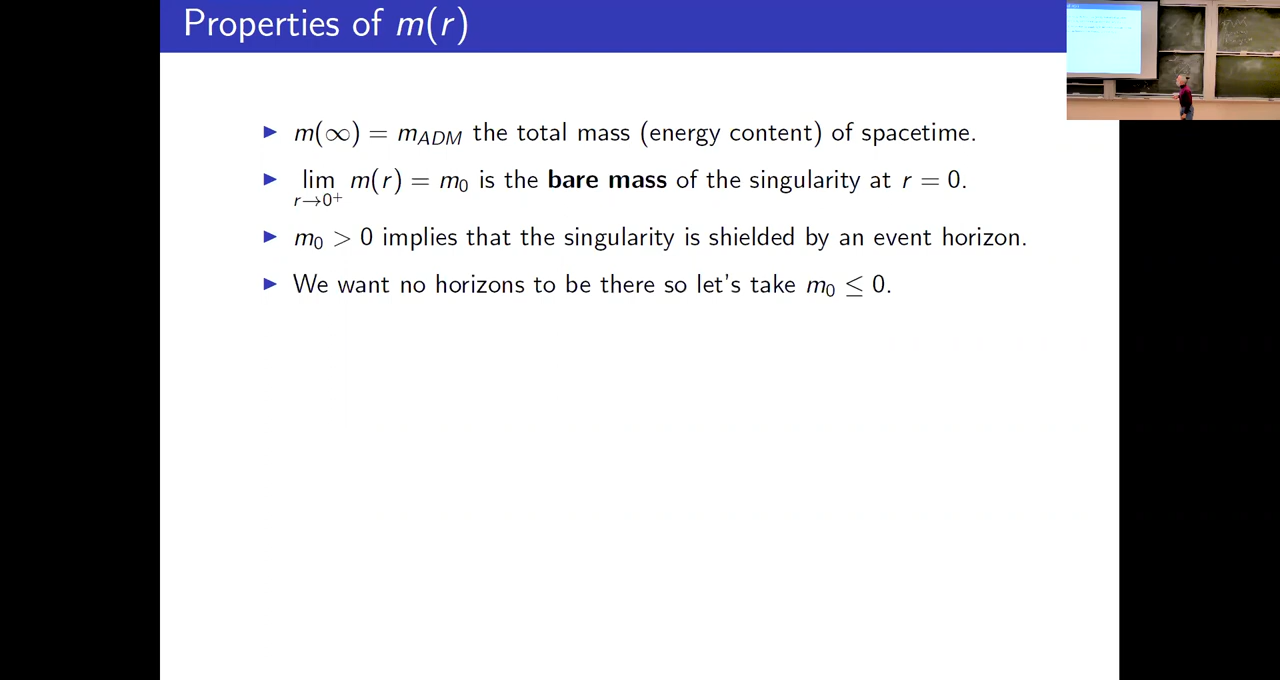 Properties of m(r)
▶ m(∞) = m_ADM the total mass (energy content) of spacetime.
▶ lim_{r→0⁺} m(r) = m₀ is the bare mass of the singularity at r = 0.
▶ m₀ > 0 implies that the singularity is shielded by an event horizon.
▶ We want no horizons to be there so let's take m₀ ≤ 0.